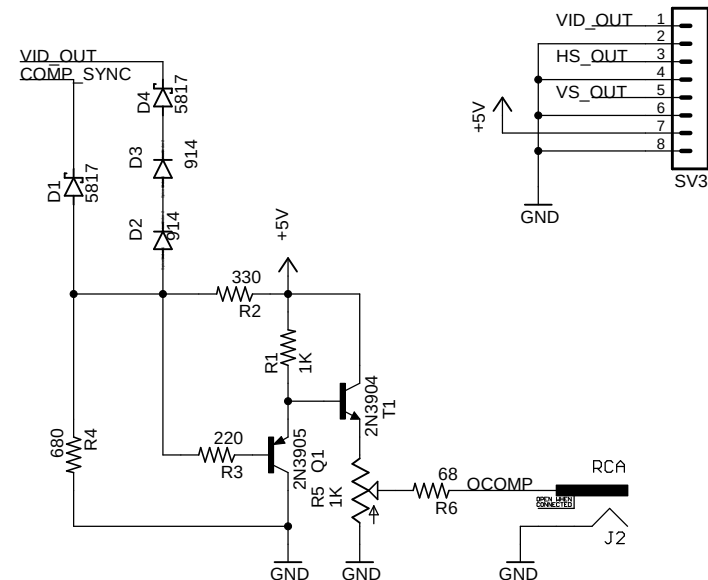 VID_OUT
COMP_SYNC
D4
5817
D3
914
D1
5817
D2
914
+5V
330
R2
R1
1K
2N3904
T1
680
R4
220
R3
2N3905
Q1
R5
1K
68
R6
OCOMP
RCA
OPEN WHEN
CONNECTED
J2
GND
GND
GND
VID_OUT 1
2
HS_OUT 3
4
VS_OUT 5
6
7
8
+5V
SV3
GND